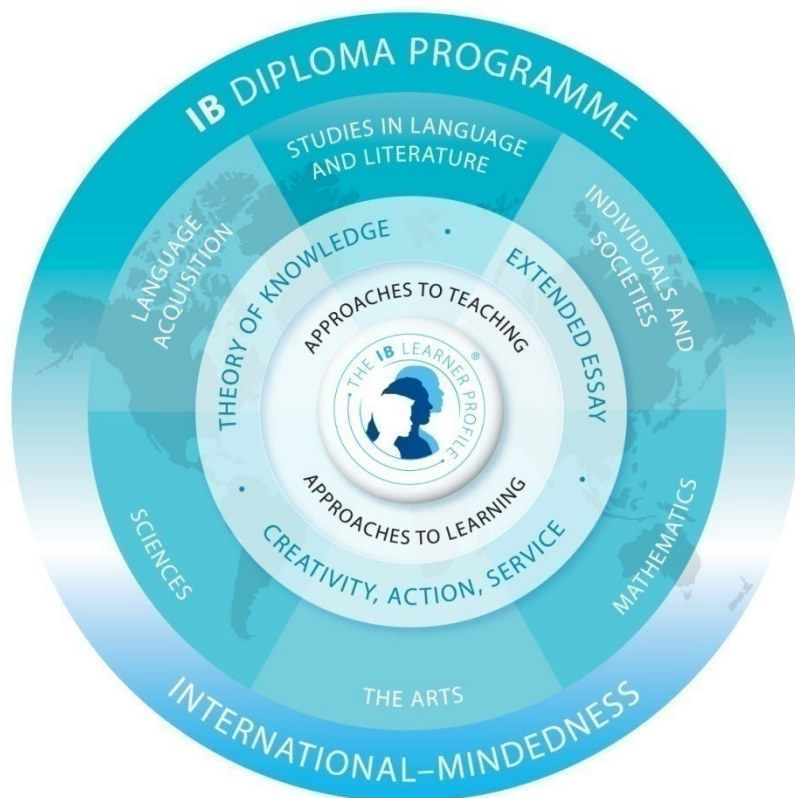 IB DIPLOMA PROGRAMME
STUDIES IN LANGUAGE
AND LITERATURE
LANGUAGE
ACQUISITION
INDIVIDUALS AND
SOCIETIES
THEORY OF KNOWLEDGE
EXTENDED ESSAY
APPROACHES TO TEACHING
THE IB LEARNER PROFILE®
APPROACHES TO LEARNING
CREATIVITY, ACTION, SERVICE
SCIENCES
MATHEMATICS
THE ARTS
INTERNATIONAL–MINDEDNESS